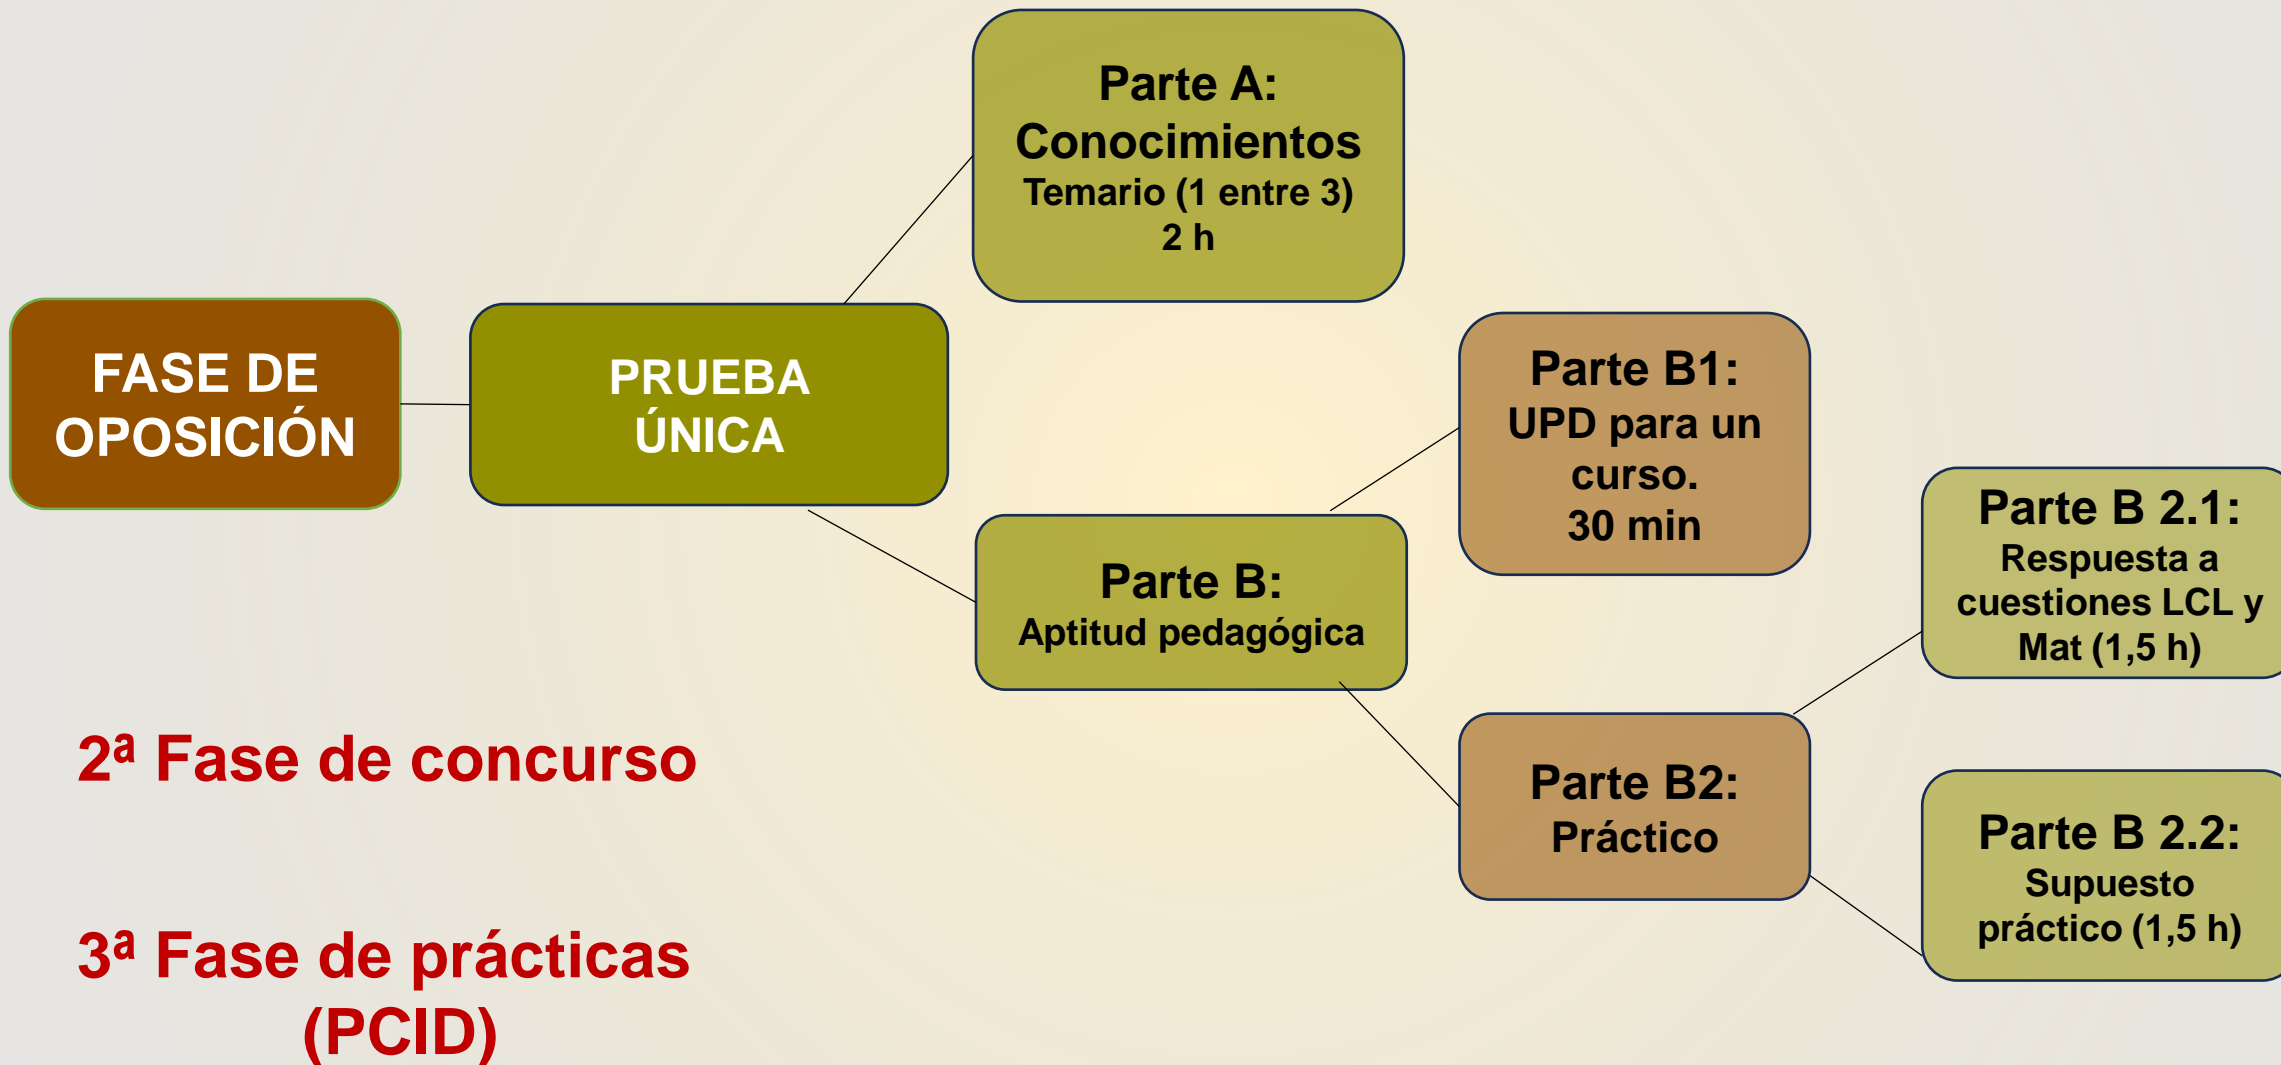 FASE DE
OPOSICIÓN
PRUEBA
ÚNICA
Parte A:
Conocimientos
Temario (1 entre 3)
2 h
Parte B:
Aptitud pedagógica
Parte B1:
UPD para un
curso.
30 min
Parte B2:
Práctico
Parte B 2.1:
Respuesta a
cuestiones LCL y
Mat (1,5 h)
Parte B 2.2:
Supuesto
práctico (1,5 h)
2ª Fase de concurso
3ª Fase de prácticas
(PCID)